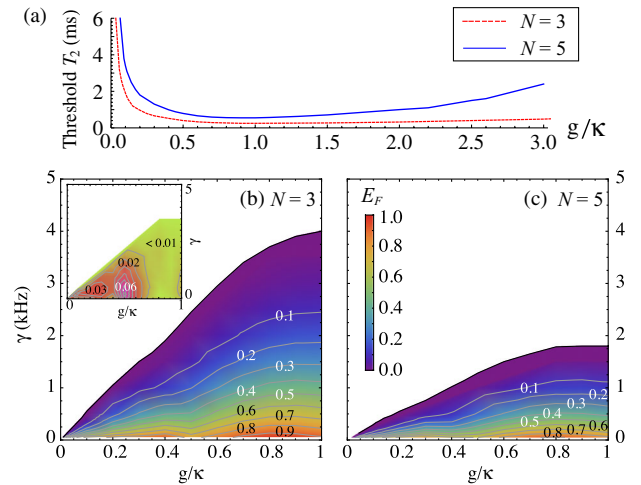 (a)
Threshold T₂ (ms)
6
4
2
0
0.0 0.5 1.0 1.5 2.0 2.5 3.0
g/κ
N = 3
N = 5
(b) N = 3
γ (kHz)
5
4
3
2
1
0
0 0.2 0.4 0.6 0.8 1
g/κ
0.1
0.2
0.3
0.4 0.5
0.6 0.7
0.8 0.9
5
γ
0
0 1
g/κ
< 0.01
0.02
0.03
0.06
E_F
1.0
0.8
0.6
0.4
0.2
0.0
(c) N = 5
5
4
3
2
1
0
0 0.2 0.4 0.6 0.8 1
g/κ
0.1 0.2
0.3 0.4
0.5 0.6
0.8 0.7